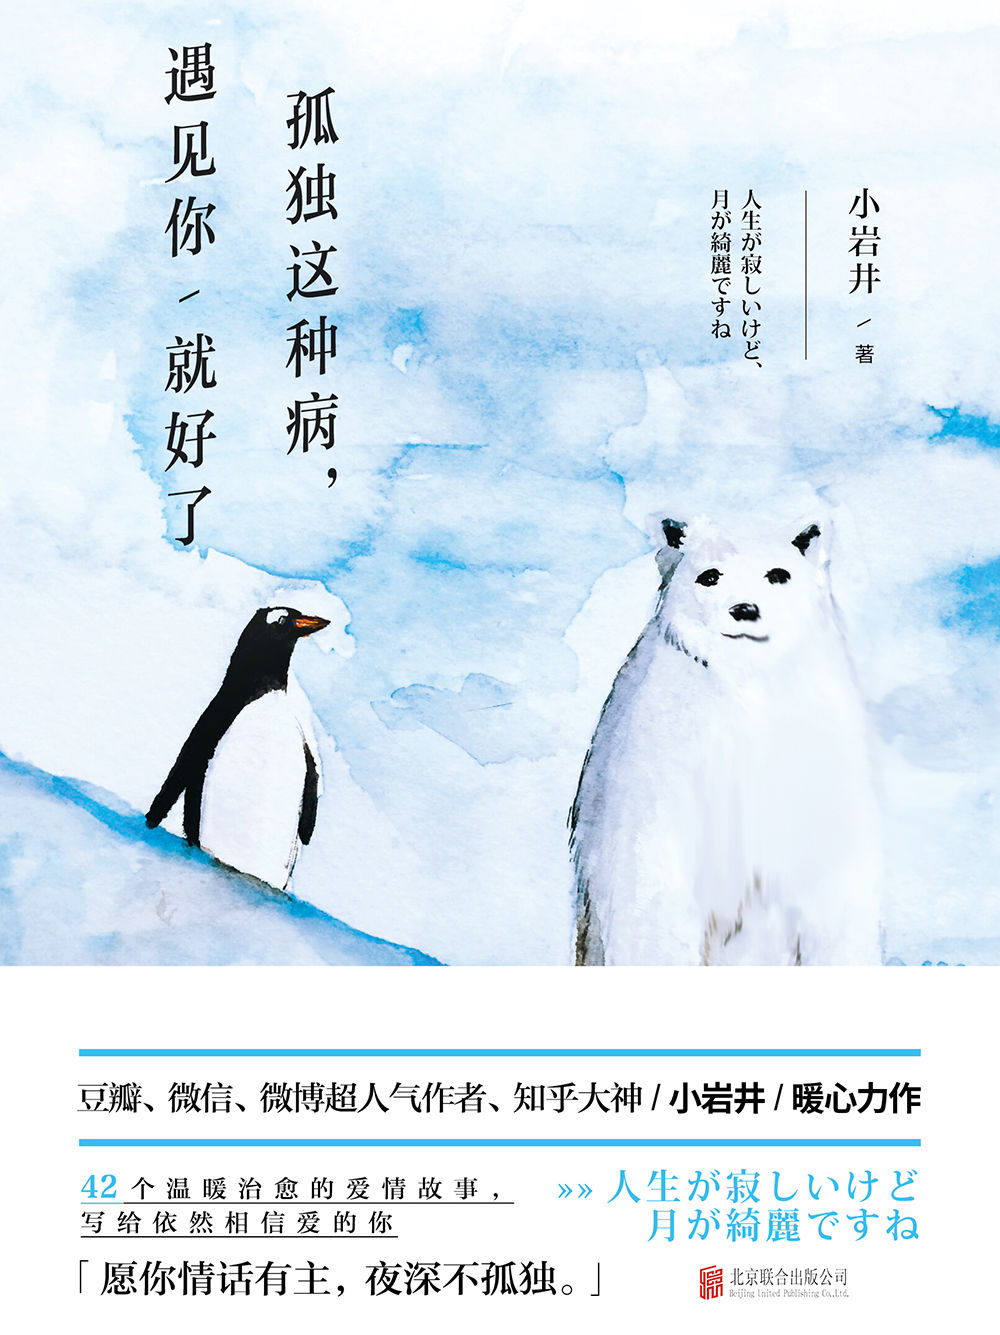 孤独这种病，
遇见你/就好了
小岩井/著
人生が寂しいけど、
月が綺麗ですね
豆瓣、微信、微博超人气作者、知乎大神/小岩井/暖心力作
42个温暖治愈的爱情故事，
写给依然相信爱的你
「愿你情话有主，夜深不孤独。」
»» 人生が寂しいけど
月が綺麗ですね
北京联合出版公司
Beijing United Publishing Co.,Ltd.